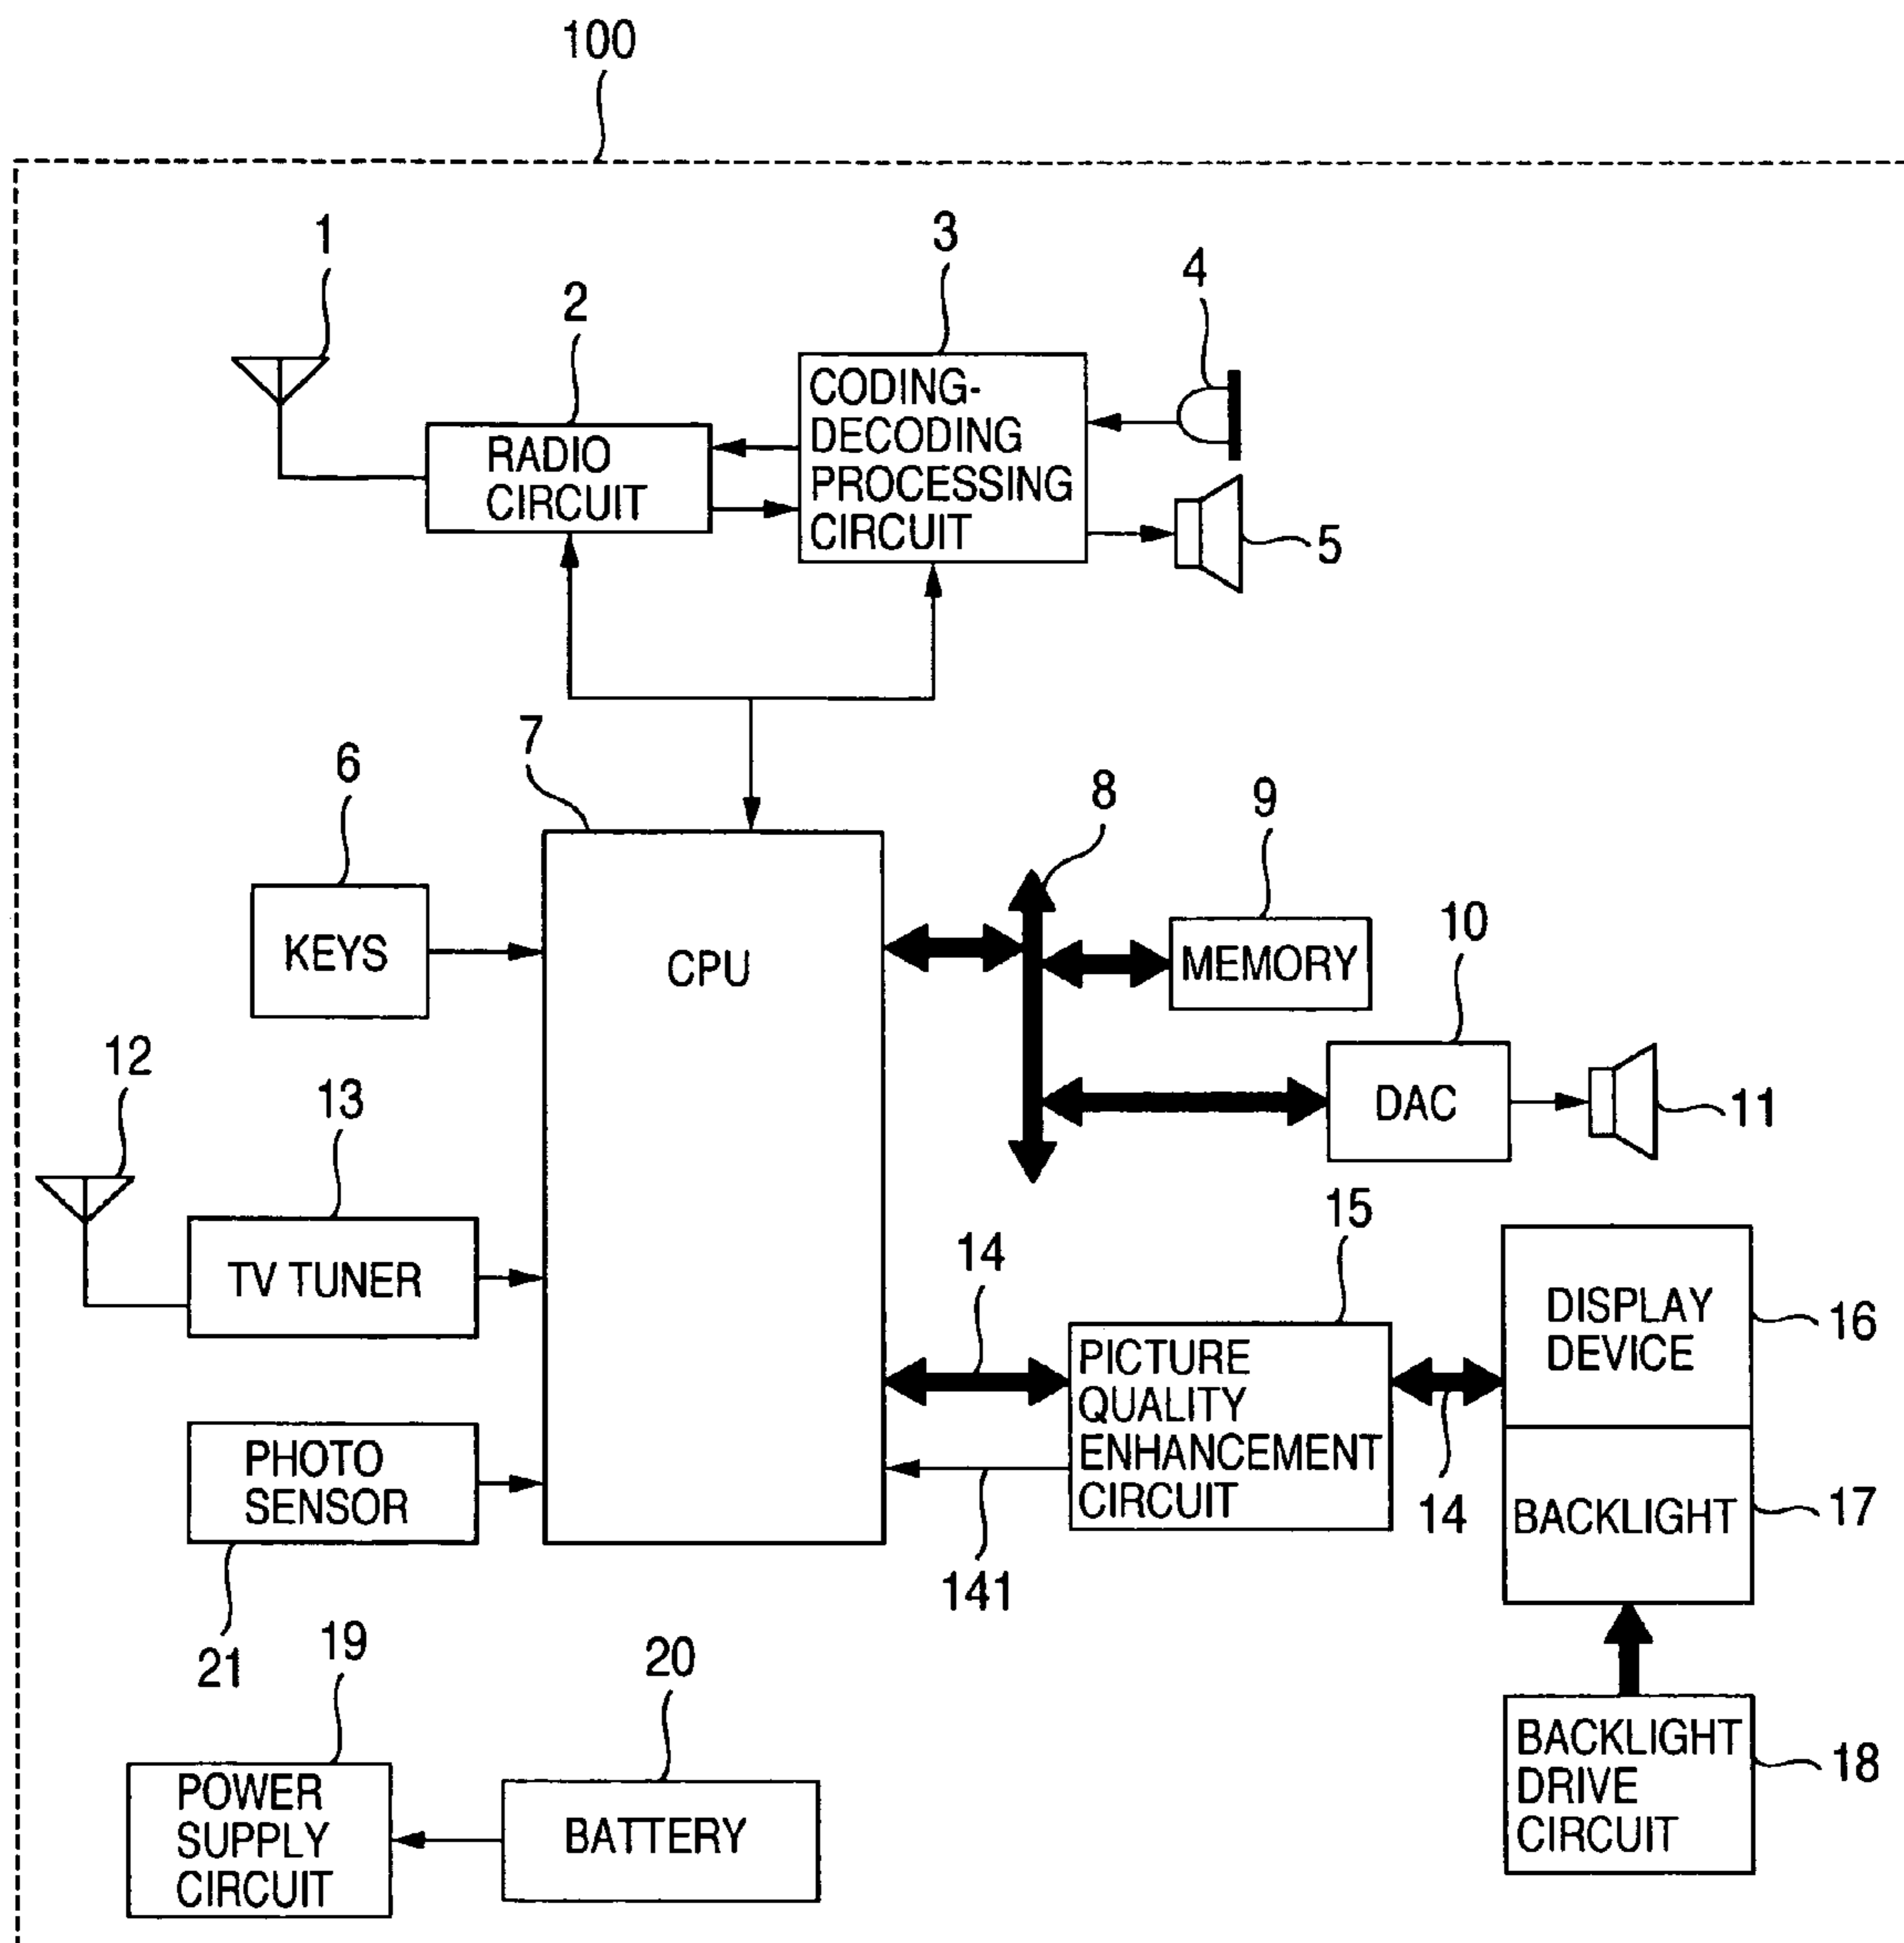 100
1
2
3
4
RADIO
CIRCUIT
CODING-
DECODING
PROCESSING
CIRCUIT
5
6
7
8
9
10
KEYS
CPU
MEMORY
DAC
11
12
13
TV TUNER
14
15
PICTURE
QUALITY
ENHANCEMENT
CIRCUIT
14
DISPLAY
DEVICE
16
BACKLIGHT
17
PHOTO
SENSOR
21
141
19
20
POWER
SUPPLY
CIRCUIT
BATTERY
BACKLIGHT
DRIVE
CIRCUIT
18